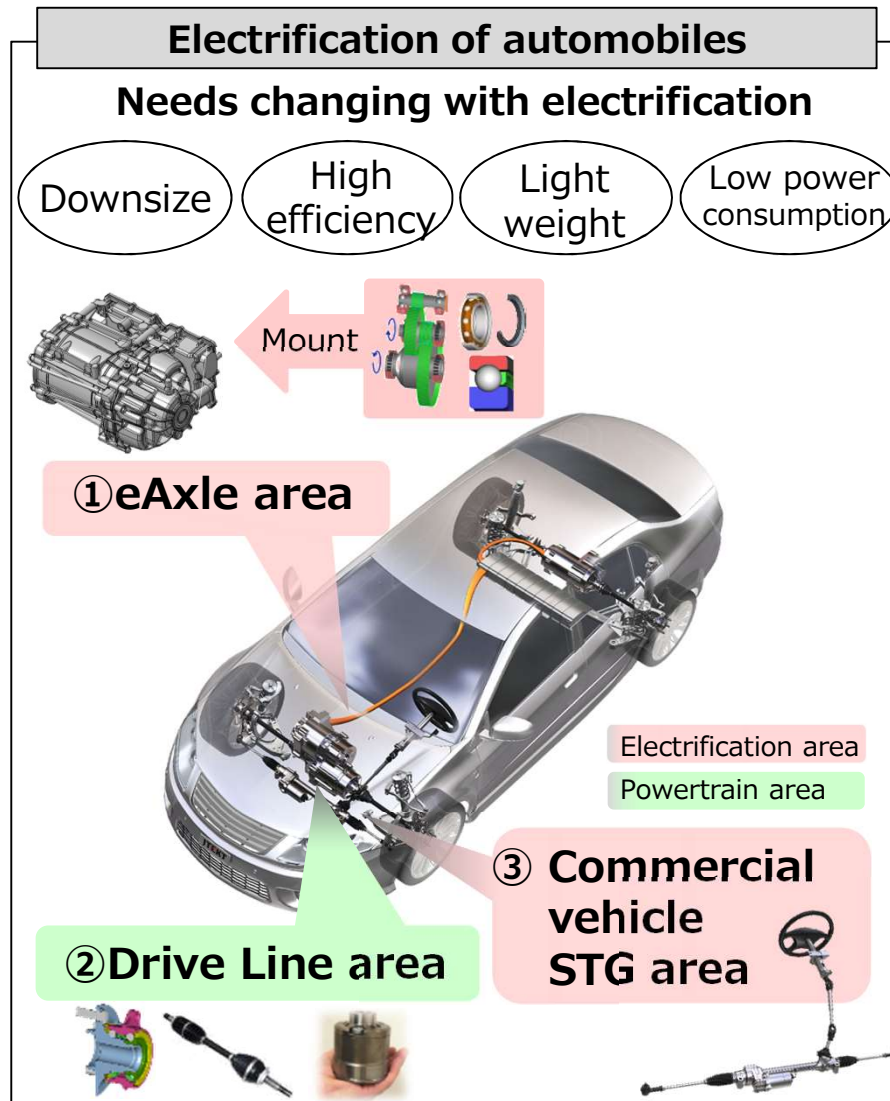 Electrification of automobiles
Needs changing with electrification
Downsize
High
efficiency
Light
weight
Low power
consumption
Mount
①eAxle area
Electrification area
Powertrain area
JTEKT
③ Commercial
vehicle
STG area
②Drive Line area